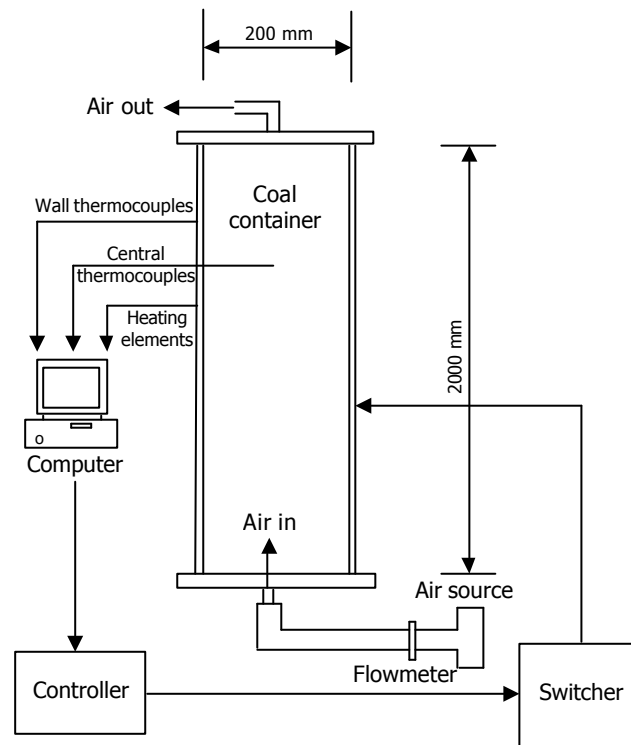 200 mm
Air out
Coal
container
Wall thermocouples
Central
thermocouples
Heating
elements
2000 mm
Computer
Air in
Air source
Flowmeter
Controller
Switcher